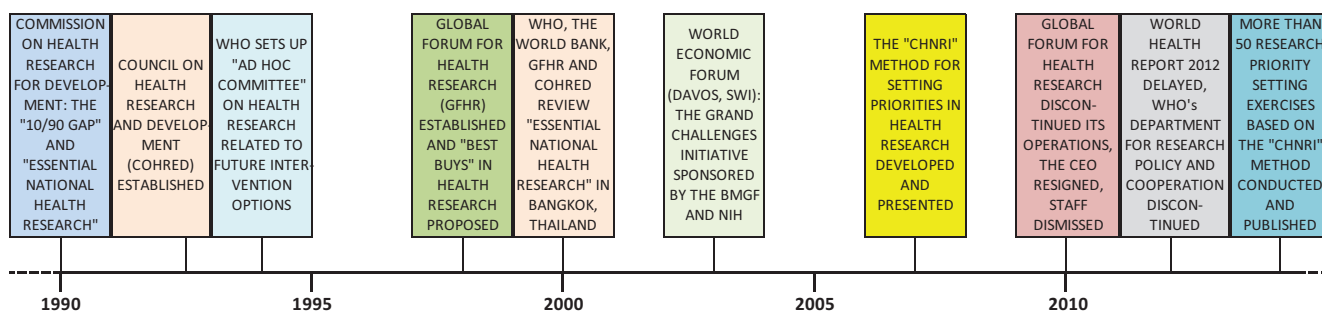 COMMISSION
ON HEALTH
RESEARCH
FOR DEVELOP-
MENT: THE
"10/90 GAP"
AND
"ESSENTIAL
NATIONAL
HEALTH
RESEARCH"
COUNCIL ON
HEALTH
RESEARCH
AND DEVELOP-
MENT
(COHRED)
ESTABLISHED
WHO SETS UP
"AD HOC
COMMITTEE"
ON HEALTH
RESEARCH
RELATED TO
FUTURE INTER-
VENTION
OPTIONS
GLOBAL
FORUM FOR
HEALTH
RESEARCH
(GFHR)
ESTABLISHED
AND "BEST
BUYS" IN
HEALTH
RESEARCH
PROPOSED
WHO, THE
WORLD BANK,
GFHR AND
COHRED
REVIEW
"ESSENTIAL
NATIONAL
HEALTH
RESEARCH" IN
BANGKOK,
THAILAND
WORLD
ECONOMIC
FORUM
(DAVOS, SWI):
THE GRAND
CHALLENGES
INITIATIVE
SPONSORED
BY THE BMGF
AND NIH
THE "CHNRI"
METHOD FOR
SETTING
PRIORITIES IN
HEALTH
RESEARCH
DEVELOPED
AND
PRESENTED
GLOBAL
FORUM FOR
HEALTH
RESEARCH
DISCON-
TINUED ITS
OPERATIONS,
THE CEO
RESIGNED,
STAFF
DISMISSED
WORLD
HEALTH
REPORT 2012
DELAYED,
WHO's
DEPARTMENT
FOR RESEARCH
POLICY AND
COOPERATION
DISCON-
TINUED
MORE THAN
50 RESEARCH
PRIORITY
SETTING
EXERCISES
BASED ON
THE "CHNRI"
METHOD
CONDUCTED
AND
PUBLISHED
1990
1995
2000
2005
2010